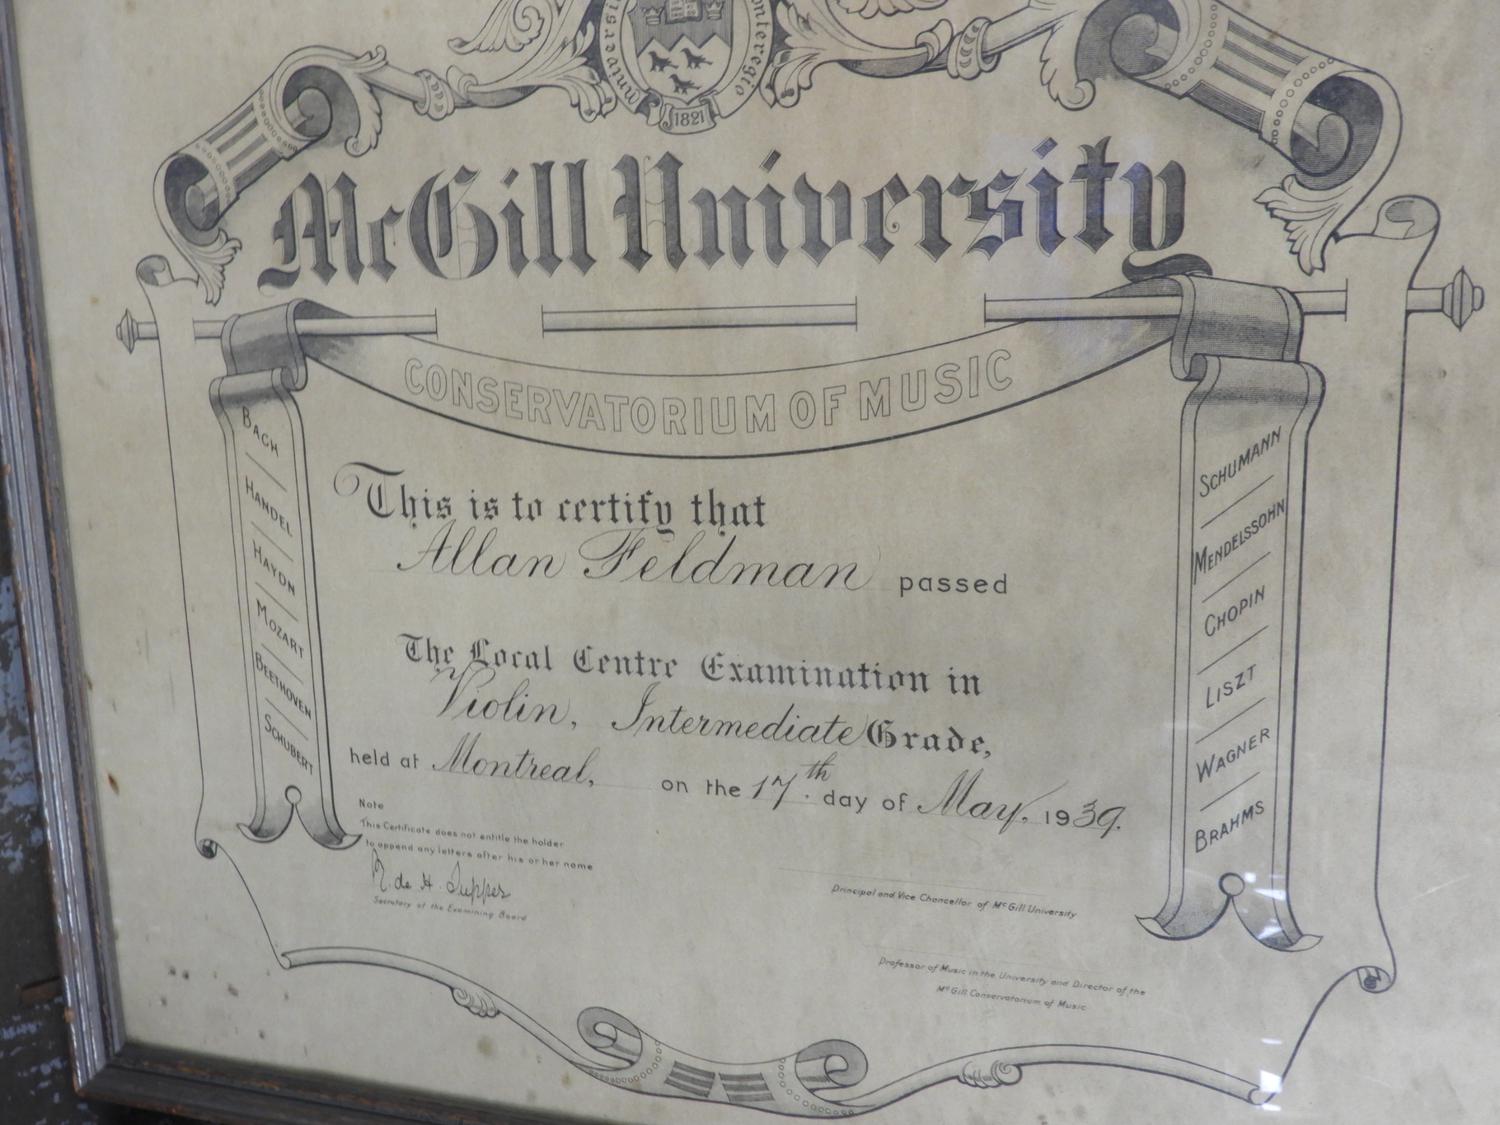 1821
McGill University
CONSERVATORIUM OF MUSIC
BACH
HANDEL
HAYDN
MOZART
BEETHOVEN
SCHUBERT
SCHUMANN
MENDELSSOHN
CHOPIN
LISZT
WAGNER
BRAHMS
This is to certify that
Allan Feldman passed
The Local Centre Examination in
Violin, Intermediate Grade,
held at Montreal, on the 17th. day of May. 1939.
Note
This Certificate does not entitle the holder
to append any letters after his or her name
Secretary of the Examining Board
Principal and Vice Chancellor of McGill University
Professor of Music in the University and Director of the
McGill Conservatorium of Music